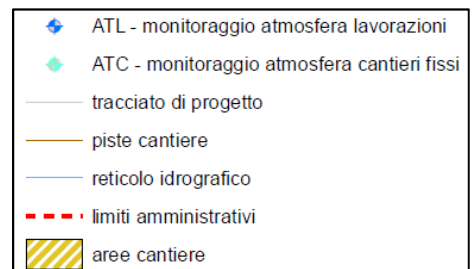 ATL - monitoraggio atmosfera lavorazioni
ATC - monitoraggio atmosfera cantieri fissi
tracciato di progetto
piste cantiere
reticolo idrografico
limiti amministrativi
aree cantiere